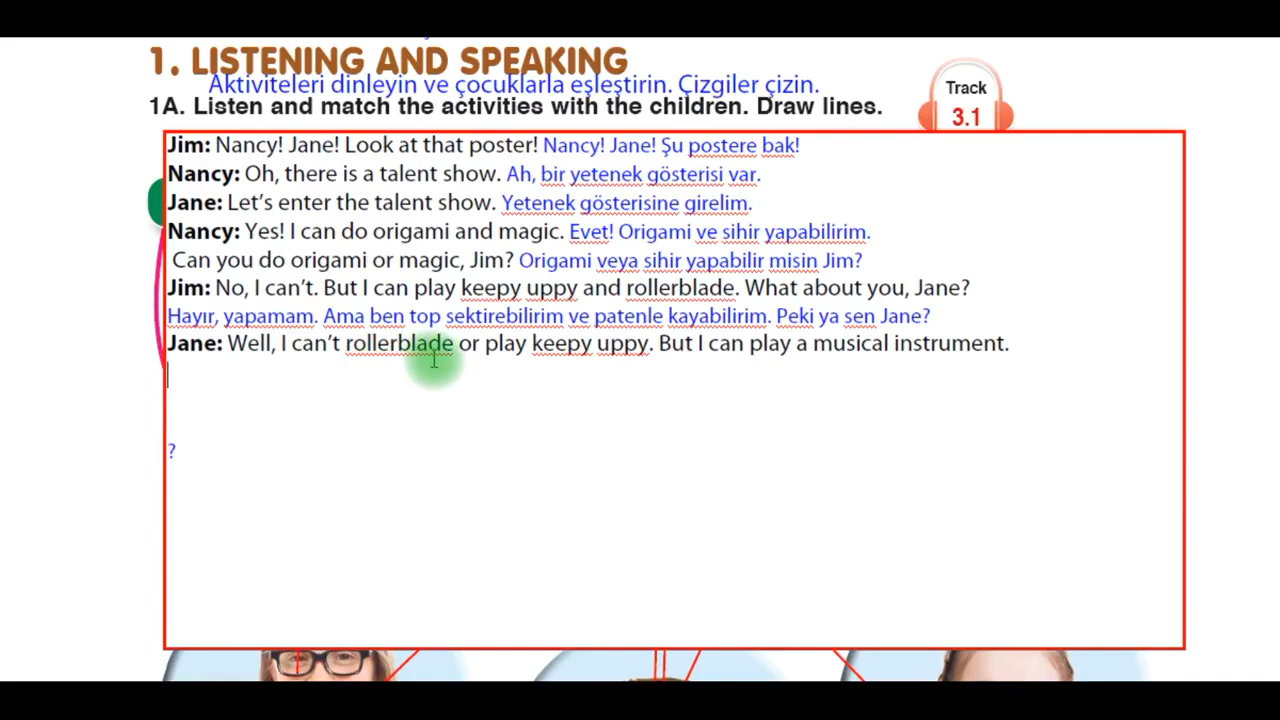 1. LISTENING AND SPEAKING
Aktiviteleri dinleyin ve çocuklarla eşleştirin. Çizgiler çizin.
1A. Listen and match the activities with the children. Draw lines.
Track
3.1
Jim: Nancy! Jane! Look at that poster! Nancy! Jane! Şu postere bak!
Nancy: Oh, there is a talent show. Ah, bir yetenek gösterisi var.
Jane: Let’s enter the talent show. Yetenek gösterisine girelim.
Nancy: Yes! I can do origami and magic. Evet! Origami ve sihir yapabilirim.
Can you do origami or magic, Jim? Origami veya sihir yapabilir misin Jim?
Jim: No, I can’t. But I can play keepy uppy and rollerblade. What about you, Jane?
Hayır, yapamam. Ama ben top sektirebilirim ve patenle kayabilirim. Peki ya sen Jane?
Jane: Well, I can’t rollerblade or play keepy uppy. But I can play a musical instrument.
?